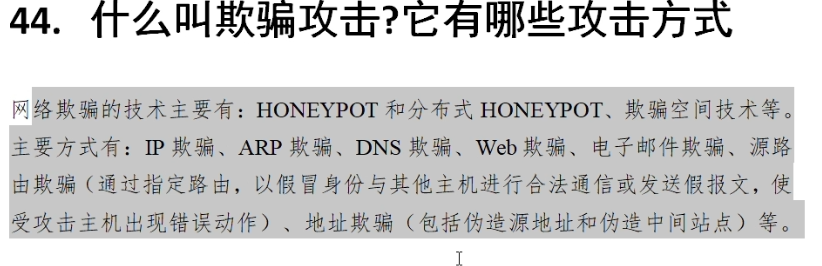 44. 什么叫欺骗攻击?它有哪些攻击方式
网络欺骗的技术主要有：HONEYPOT 和分布式 HONEYPOT、欺骗空间技术等。
主要方式有：IP 欺骗、ARP 欺骗、DNS 欺骗、Web 欺骗、电子邮件欺骗、源路
由欺骗（通过指定路由，以假冒身份与其他主机进行合法通信或发送假报文，使
受攻击主机出现错误动作）、地址欺骗（包括伪造源地址和伪造中间站点）等。